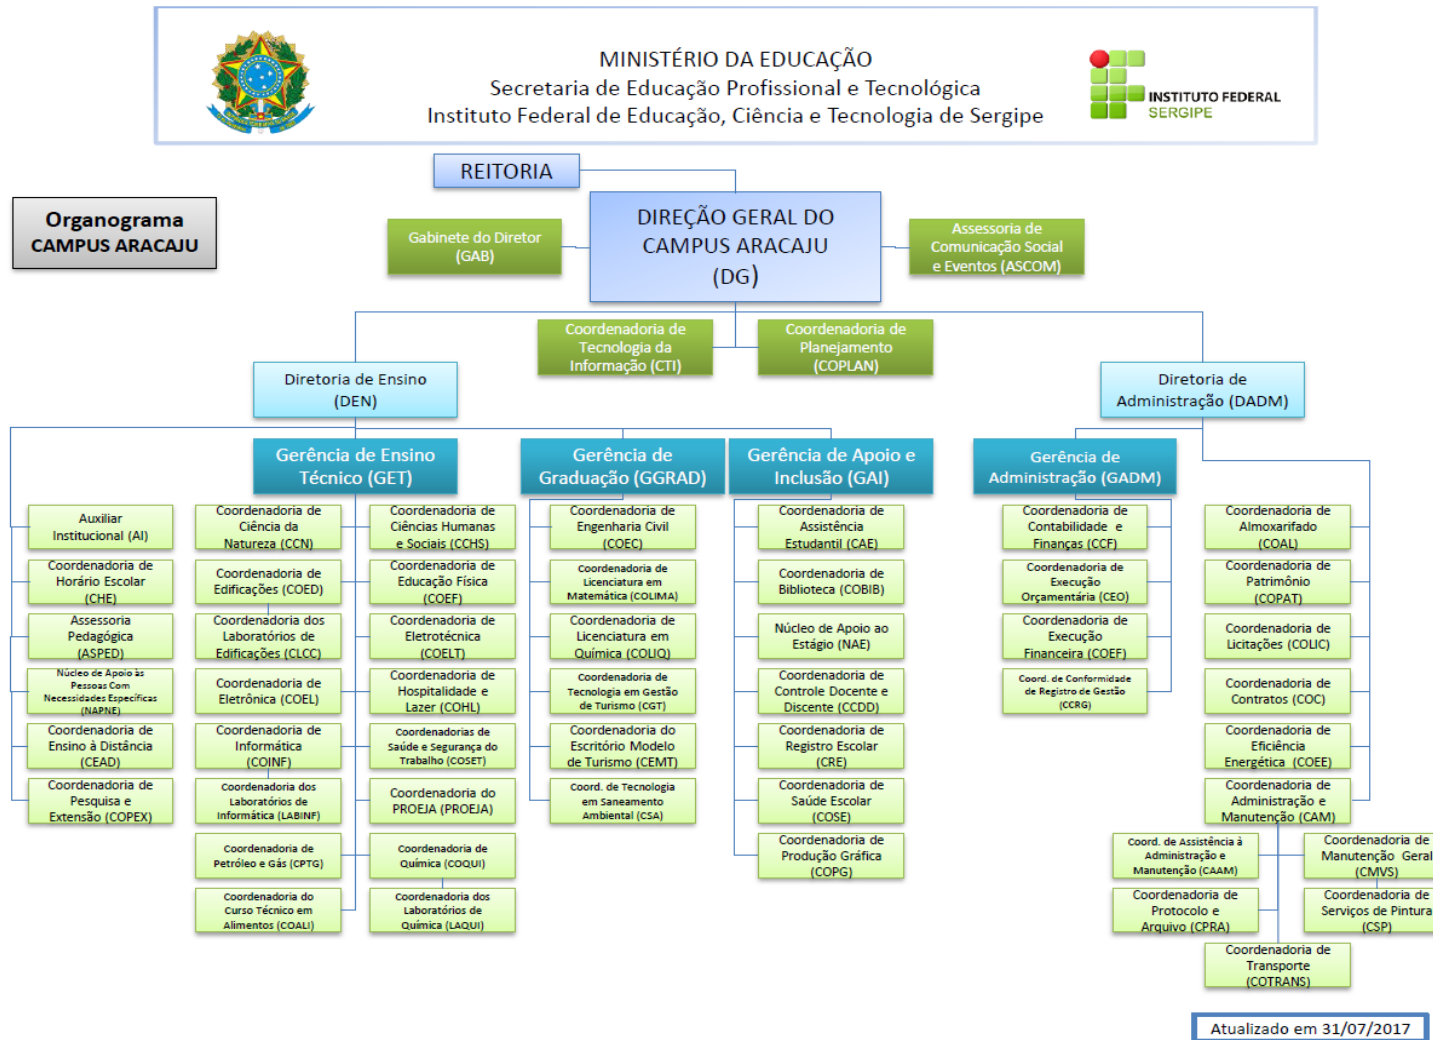 MINISTÉRIO DA EDUCAÇÃO
Secretaria de Educação Profissional e Tecnológica
Instituto Federal de Educação, Ciência e Tecnologia de Sergipe
INSTITUTO FEDERAL
SERGIPE
REITORIA
Organograma
CAMPUS ARACAJU
DIREÇÃO GERAL DO
CAMPUS ARACAJU
(DG)
Gabinete do Diretor
(GAB)
Assessoria de
Comunicação Social
e Eventos (ASCOM)
Coordenadoria de
Tecnologia da
Informação (CTI)
Coordenadoria de
Planejamento
(COPLAN)
Diretoria de Ensino
(DEN)
Diretoria de
Administração (DADM)
Gerência de Ensino
Técnico (GET)
Gerência de
Graduação (GGRAD)
Gerência de Apoio e
Inclusão (GAI)
Gerência de
Administração (GADM)
Auxiliar
Institucional (AI)
Coordenadoria de
Horário Escolar
(CHE)
Assessoria
Pedagógica
(ASPED)
Núcleo de Apoio às
Pessoas Com
Necessidades Específicas
(NAPNE)
Coordenadoria de
Ensino à Distância
(CEAD)
Coordenadoria de
Pesquisa e
Extensão (COPEX)
Coordenadoria de
Ciência da
Natureza (CCN)
Coordenadoria de
Edificações (COED)
Coordenadoria dos
Laboratórios de
Edificações (CLCC)
Coordenadoria de
Eletrônica (COEL)
Coordenadoria de
Informática
(COINF)
Coordenadoria dos
Laboratórios de
Informática (LABINF)
Coordenadoria de
Petróleo e Gás (CPTG)
Coordenadoria do
Curso Técnico em
Alimentos (COALI)
Coordenadoria de
Ciências Humanas
e Sociais (CCHS)
Coordenadoria de
Educação Física
(COEF)
Coordenadoria de
Eletrotécnica
(COELT)
Coordenadoria de
Hospitalidade e
Lazer (COHL)
Coordenadorias de
Saúde e Segurança do
Trabalho (COSET)
Coordenadoria do
PROEJA (PROEJA)
Coordenadoria de
Química (COQUI)
Coordenadoria dos
Laboratórios de
Química (LAQUI)
Coordenadoria de
Engenharia Civil
(COEC)
Coordenadoria de
Licenciatura em
Matemática (COLIMA)
Coordenadoria de
Licenciatura em
Química (COLIQ)
Coordenadoria de
Tecnologia em Gestão
de Turismo (CGT)
Coordenadoria do
Escritório Modelo
de Turismo (CEMT)
Coord. de Tecnologia
em Saneamento
Ambiental (CSA)
Coordenadoria de
Assistência
Estudantil (CAE)
Coordenadoria de
Biblioteca (COBIB)
Núcleo de Apoio ao
Estágio (NAE)
Coordenadoria de
Controle Docente e
Discente (CCDD)
Coordenadoria de
Registro Escolar
(CRE)
Coordenadoria de
Saúde Escolar
(COSE)
Coordenadoria de
Produção Gráfica
(COPG)
Coordenadoria de
Contabilidade e
Finanças (CCF)
Coordenadoria de
Execução
Orçamentária (CEO)
Coordenadoria de
Execução
Financeira (COEF)
Coord. de Conformidade
de Registro de Gestão
(CCRG)
Coordenadoria de
Almoxarifado
(COAL)
Coordenadoria de
Patrimônio
(COPAT)
Coordenadoria de
Licitações (COLIC)
Coordenadoria de
Contratos (COC)
Coordenadoria de
Eficiência
Energética (COEE)
Coordenadoria de
Administração e
Manutenção (CAM)
Coord. de Assistência à
Administração e
Manutenção (CAAM)
Coordenadoria de
Manutenção Geral
(CMVS)
Coordenadoria de
Protocolo e
Arquivo (CPRA)
Coordenadoria de
Serviços de Pintura
(CSP)
Coordenadoria de
Transporte
(COTRANS)
Atualizado em 31/07/2017